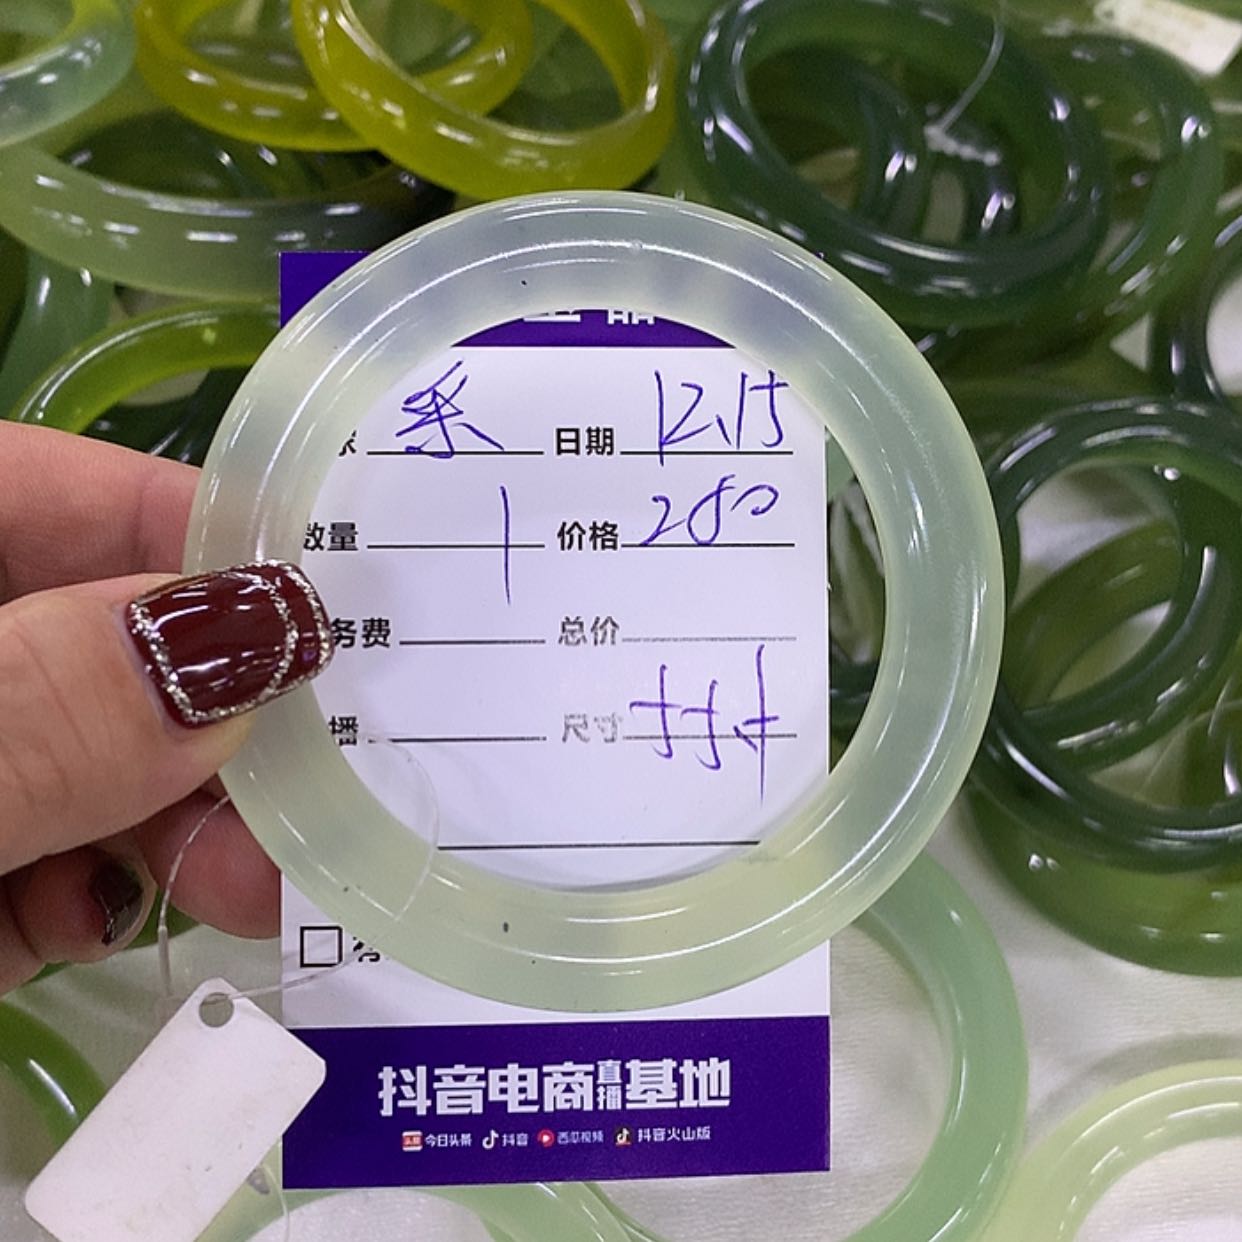 采 日期 12.15
数量 1 价格 280
务费 总价
播 尺寸
抖音电商直播基地
今日头条 抖音 西瓜视频 抖音火山版